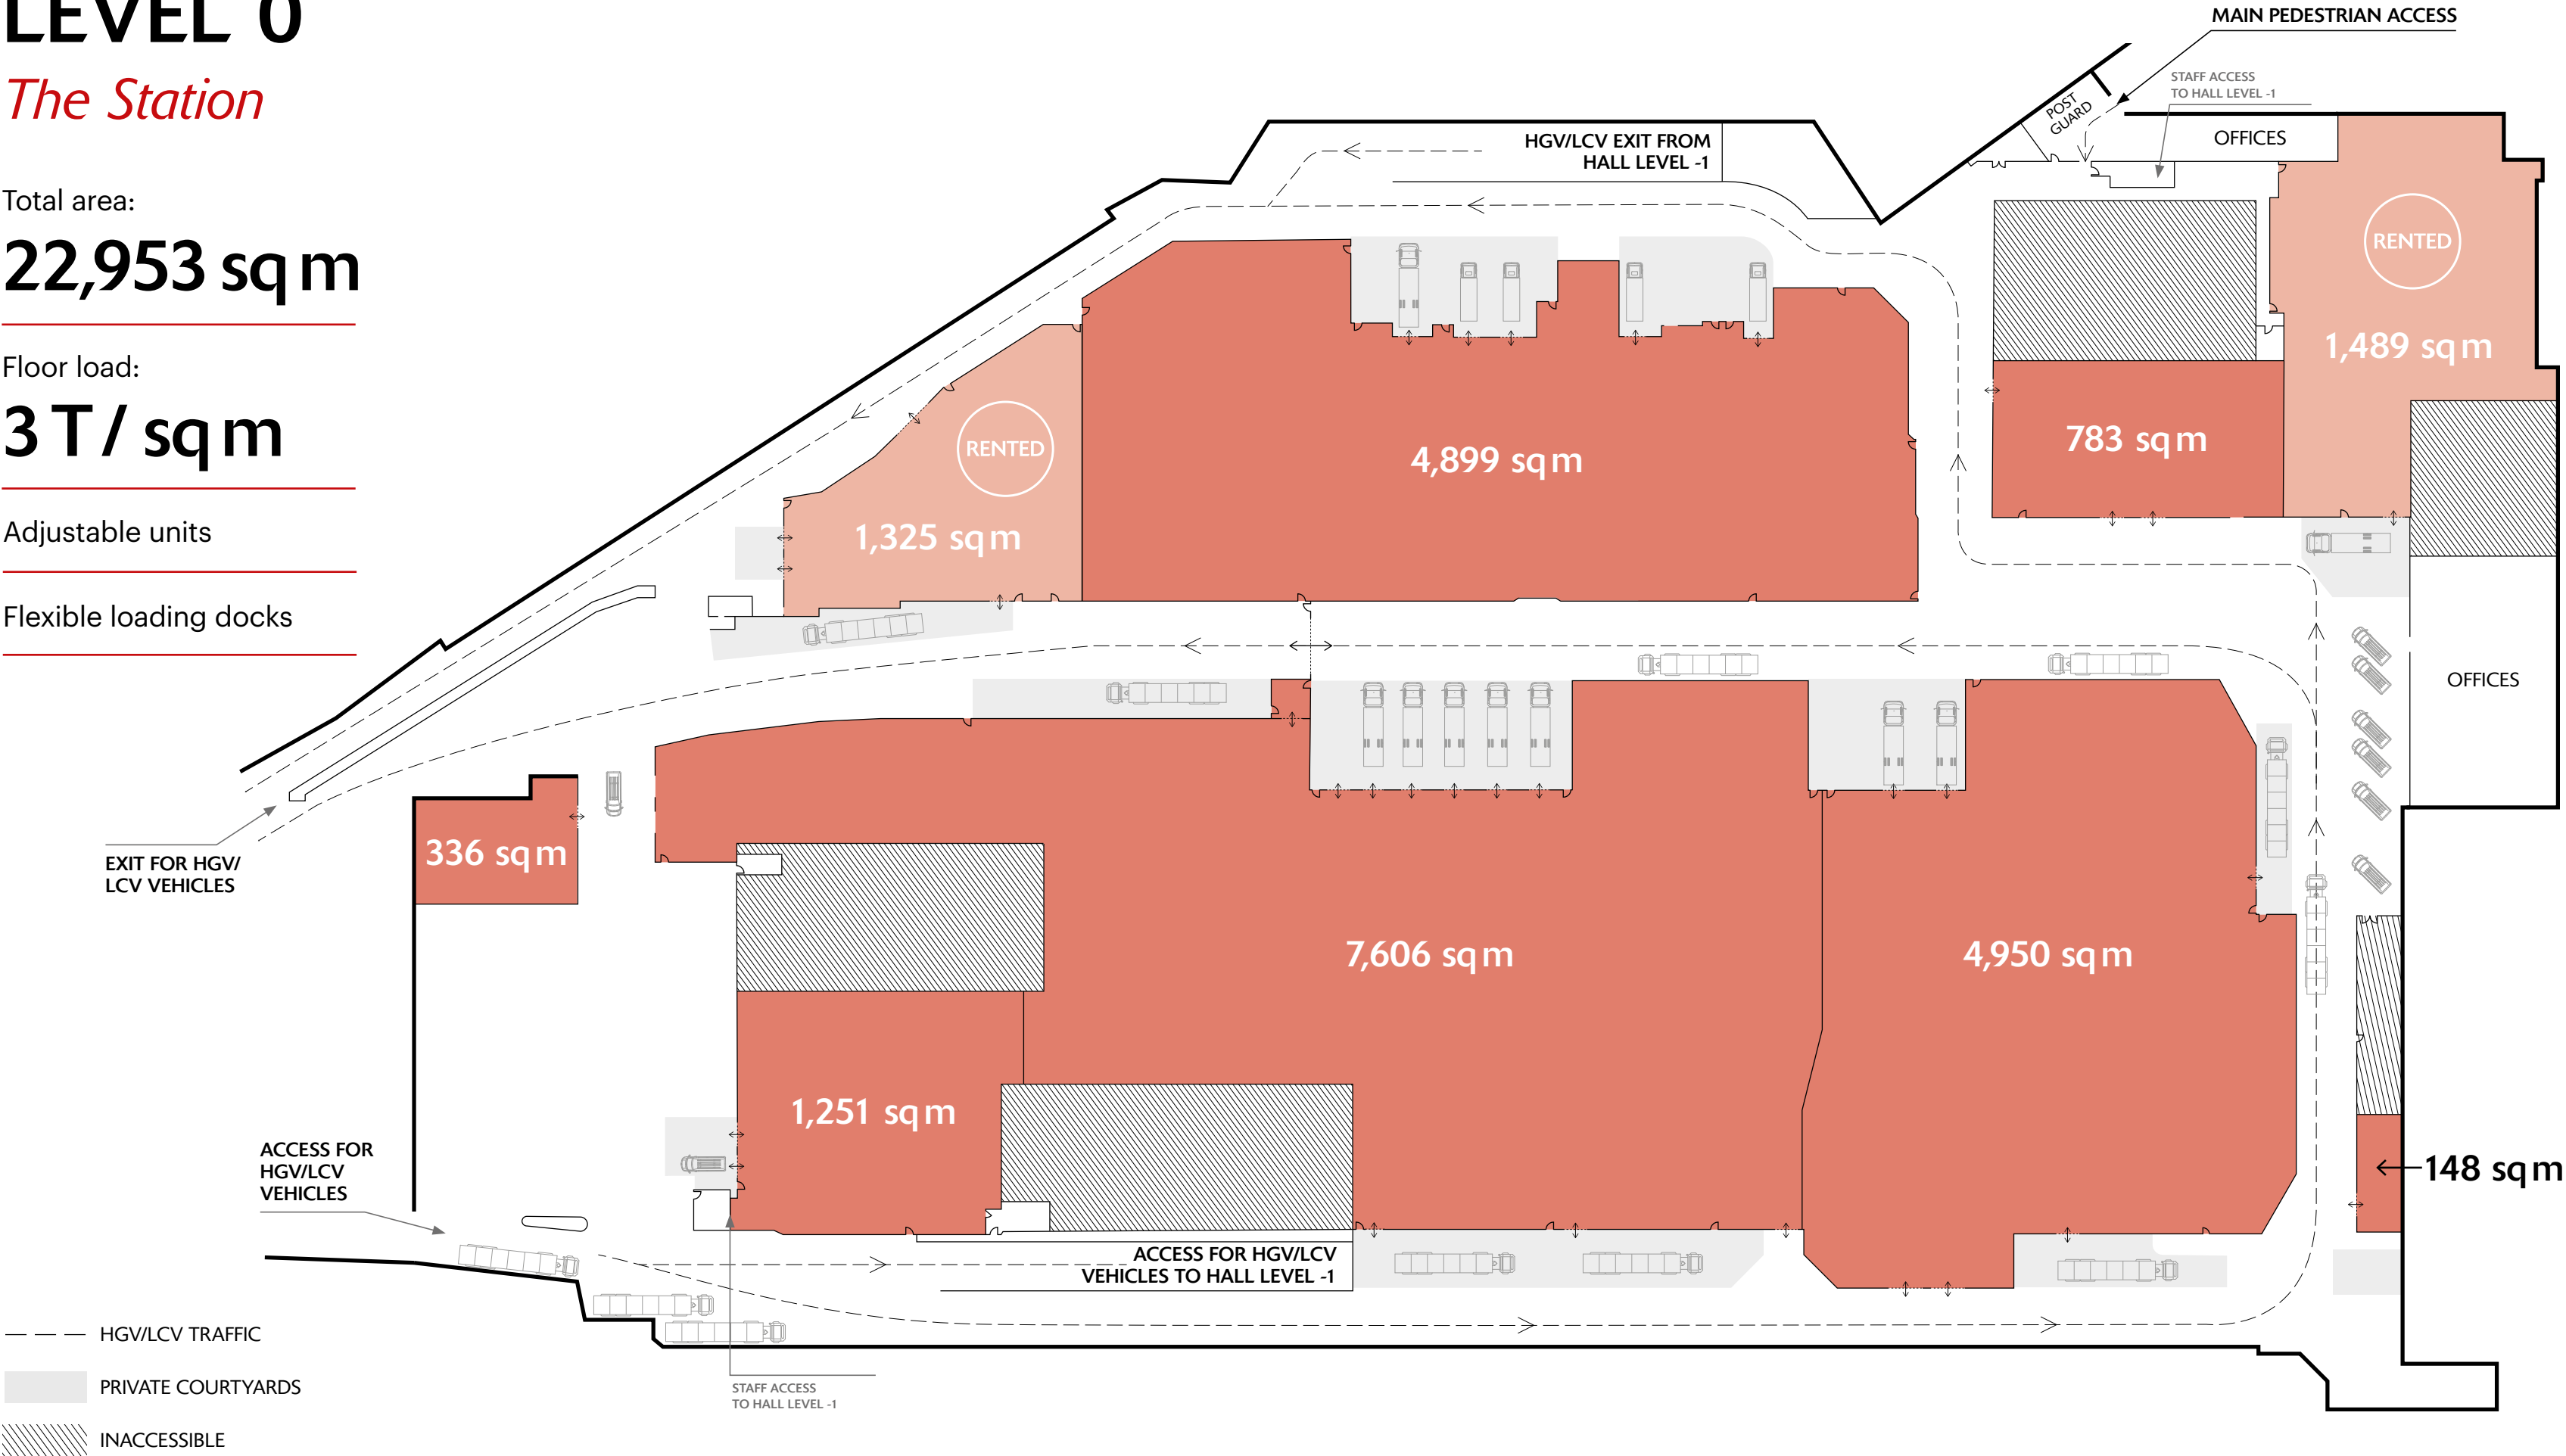 LEVEL 0
The Station
Total area:
22,953 sq m
Floor load:
3 T / sq m
Adjustable units
Flexible loading docks
MAIN PEDESTRIAN ACCESS
STAFF ACCESS
TO HALL LEVEL -1
POST
GUARD
OFFICES
HGV/LCV EXIT FROM
HALL LEVEL -1
RENTED
1,489 sq m
783 sq m
4,899 sq m
RENTED
1,325 sq m
OFFICES
336 sq m
EXIT FOR HGV/
LCV VEHICLES
7,606 sq m
4,950 sq m
1,251 sq m
148 sq m
ACCESS FOR
HGV/LCV
VEHICLES
ACCESS FOR HGV/LCV
VEHICLES TO HALL LEVEL -1
STAFF ACCESS
TO HALL LEVEL -1
HGV/LCV TRAFFIC
PRIVATE COURTYARDS
INACCESSIBLE